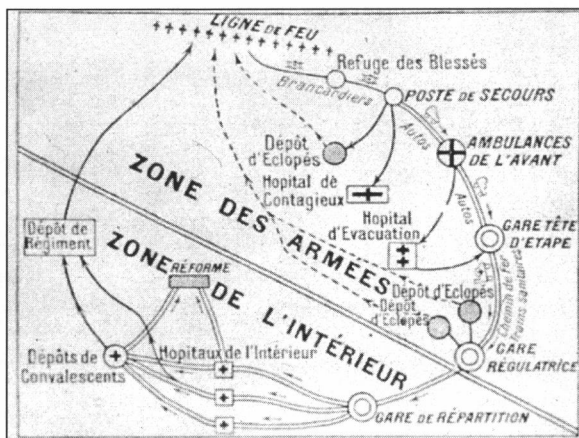 LIGNE DE FEU
Refuge des Blessés
Brancardiers
POSTE DE SECOURS
Autos
Dépôt
d'Eclopés
AMBULANCES
DE L'AVANT
Hopital de
Contagieux
Autos
Hopital
d'Evacuation
GARE TÊTE
D'ETAPE
ZONE DES ARMÉES
Dépôt de
Régiment
Chemin de Fer
Trains sanitaires
ZONE DE L'INTÉRIEUR
RÉFORME
Dépôt d'Eclopés
Dépôt
d'Eclopés
Dépôts de
Convalescents
Hôpitaux de l'Intérieur
GARE
RÉGULATRICE
GARE DE RÉPARTITION